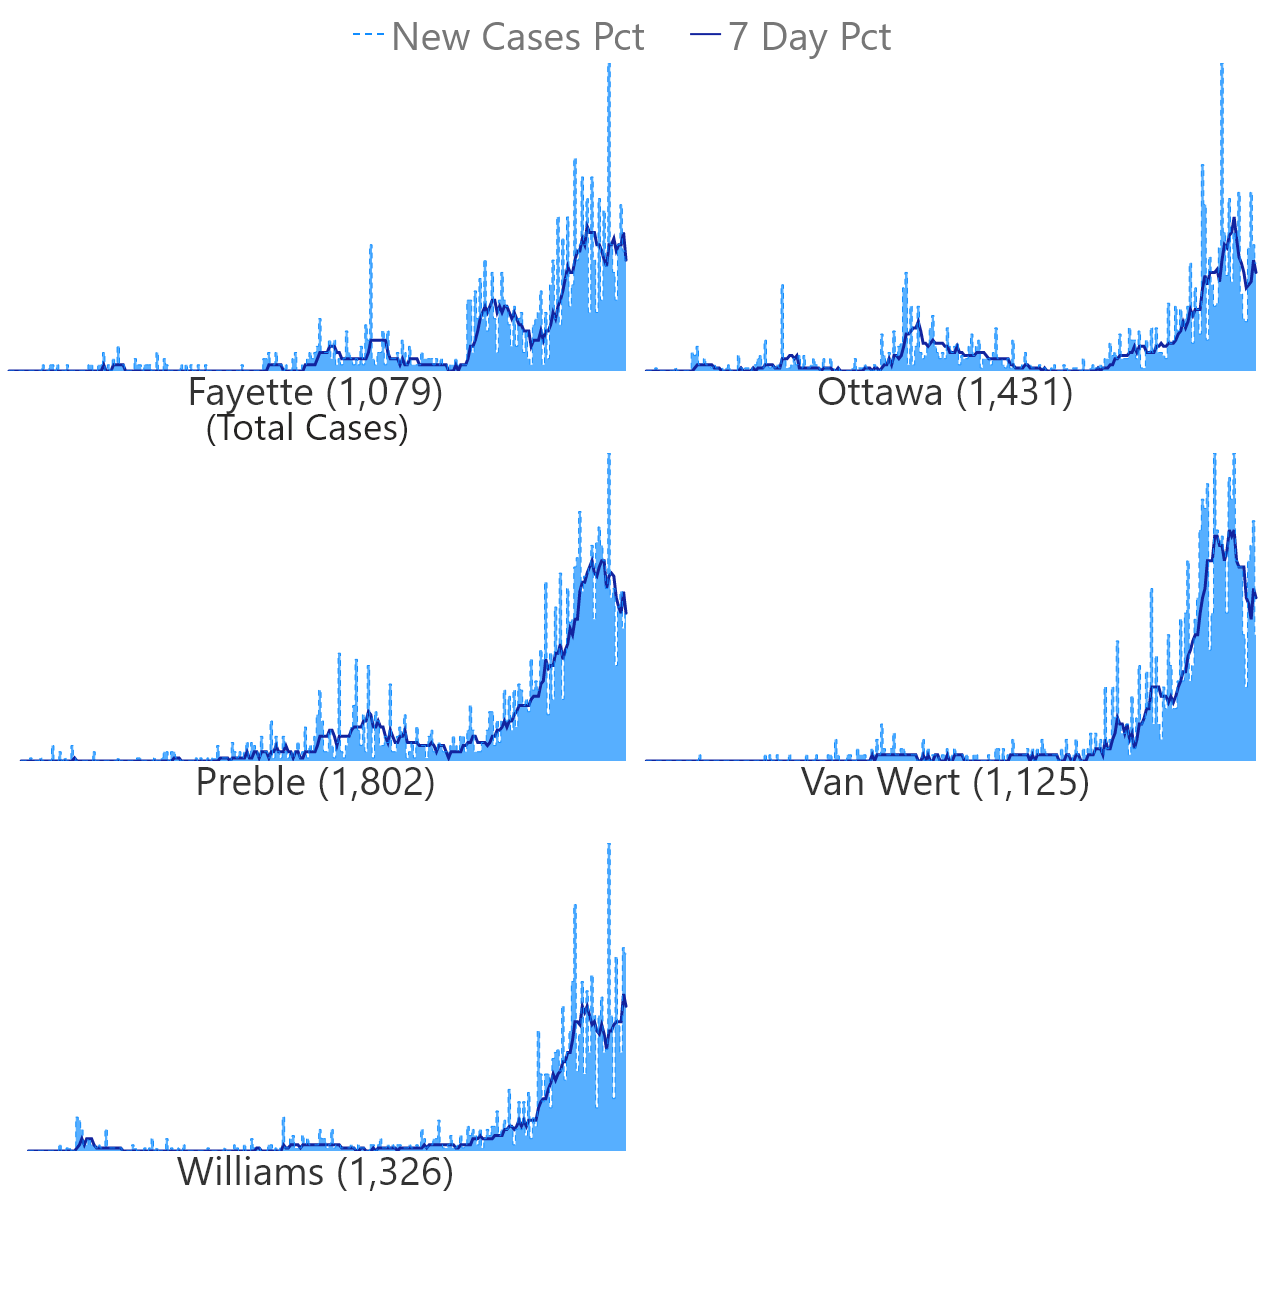 New Cases Pct 7 Day Pct
Fayette (1,079)
(Total Cases)
Ottawa (1,431)
Preble (1,802)
Van Wert (1,125)
Williams (1,326)